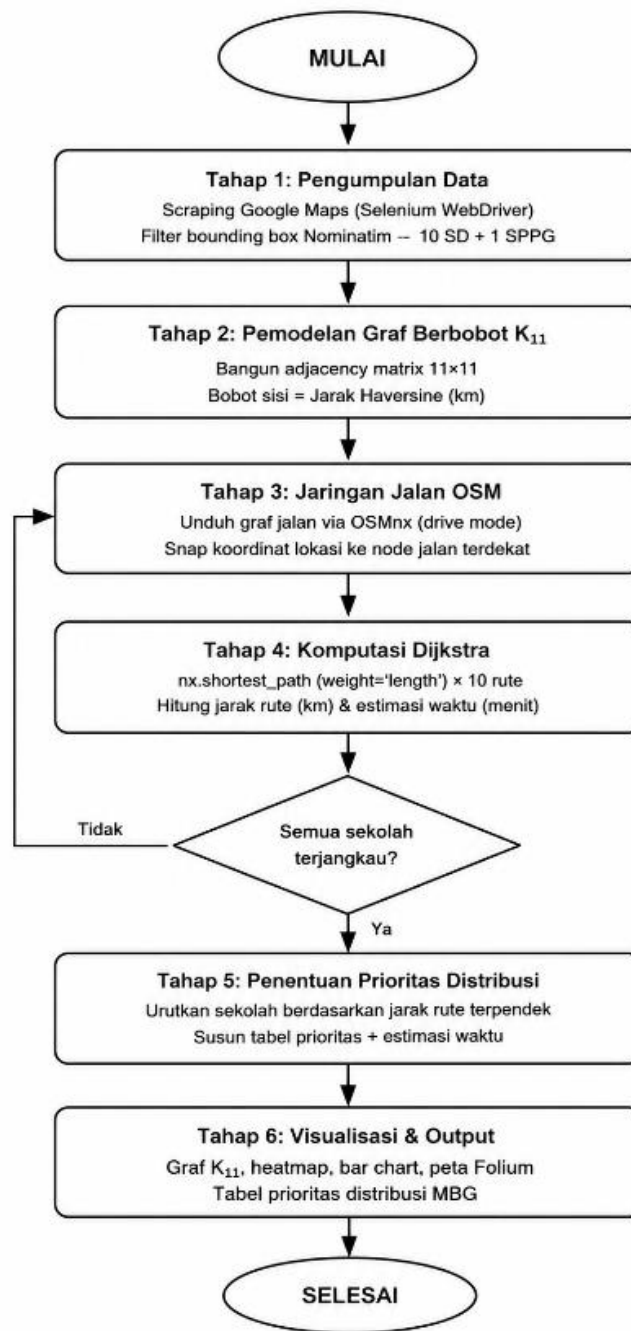 MULAI
Tahap 1: Pengumpulan Data
Scraping Google Maps (Selenium WebDriver)
Filter bounding box Nominatim -- 10 SD + 1 SPPG
Tahap 2: Pemodelan Graf Berbobot K₁₁
Bangun adjacency matrix 11×11
Bobot sisi = Jarak Haversine (km)
Tahap 3: Jaringan Jalan OSM
Unduh graf jalan via OSMnx (drive mode)
Snap koordinat lokasi ke node jalan terdekat
Tahap 4: Komputasi Dijkstra
nx.shortest_path (weight=‘length’) × 10 rute
Hitung jarak rute (km) & estimasi waktu (menit)
Tidak
Semua sekolah
terjangkau?
Ya
Tahap 5: Penentuan Prioritas Distribusi
Urutkan sekolah berdasarkan jarak rute terpendek
Susun tabel prioritas + estimasi waktu
Tahap 6: Visualisasi & Output
Graf K₁₁, heatmap, bar chart, peta Folium
Tabel prioritas distribusi MBG
SELESAI